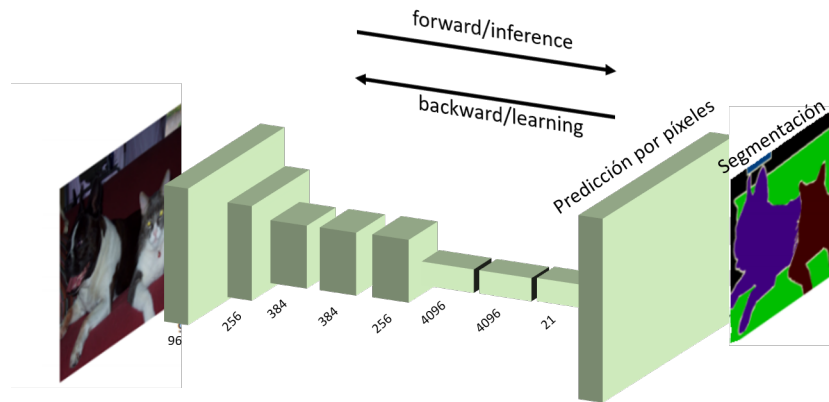 forward/inference
backward/learning
Predicción por píxeles
Segmentación
96
256
384
384
256
4096
4096
21